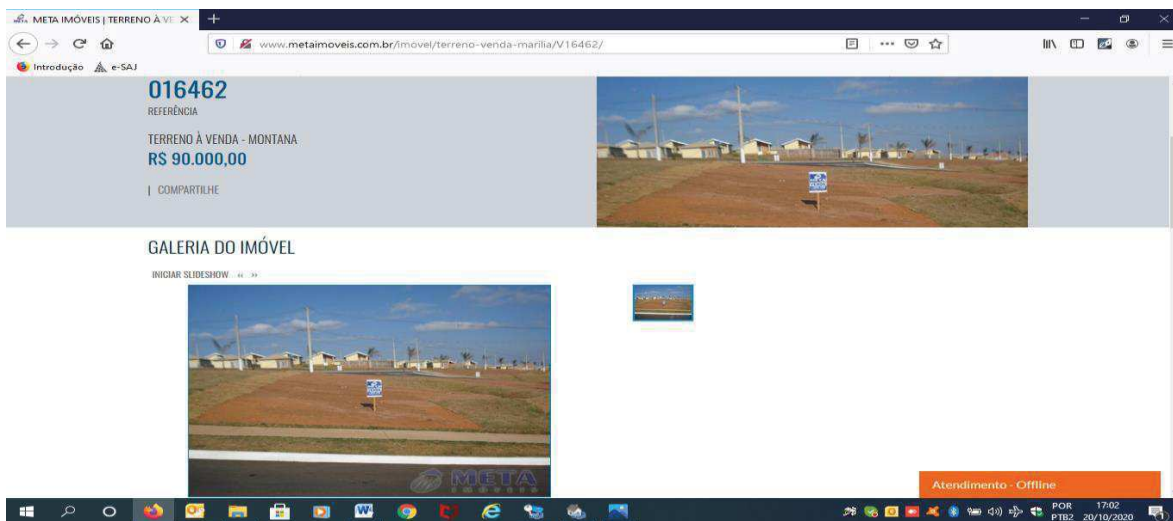 META IMÓVEIS | TERRENO À VE
www.metaimoveis.com.br/imovel/terreno-venda-marilia/V16462/
Introdução
e-SAJ
016462
REFERÊNCIA
TERRENO À VENDA - MONTANA
R$ 90.000,00
| COMPARTILHE
GALERIA DO IMÓVEL
INICIAR SLIDESHOW « »
META
Atendimento - Offline
POR 17:02
PTB2 20/10/2020